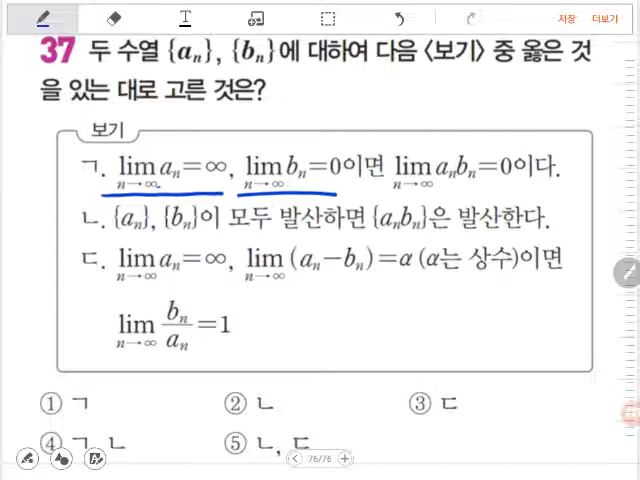 저장 더보기
37 두 수열 {aₙ}, {bₙ}에 대하여 다음 〈보기〉 중 옳은 것
을 있는 대로 고른 것은?
보기
ㄱ. lim(n→∞) aₙ=∞, lim(n→∞) bₙ=0이면 lim(n→∞) aₙbₙ=0이다.
ㄴ. {aₙ}, {bₙ}이 모두 발산하면 {aₙbₙ}은 발산한다.
ㄷ. lim(n→∞) aₙ=∞, lim(n→∞) (aₙ−bₙ)=α (α는 상수)이면
lim(n→∞) bₙ/aₙ=1
① ㄱ ② ㄴ ③ ㄷ
④ ㄱ, ㄴ ⑤ ㄴ, ㄷ
76/76